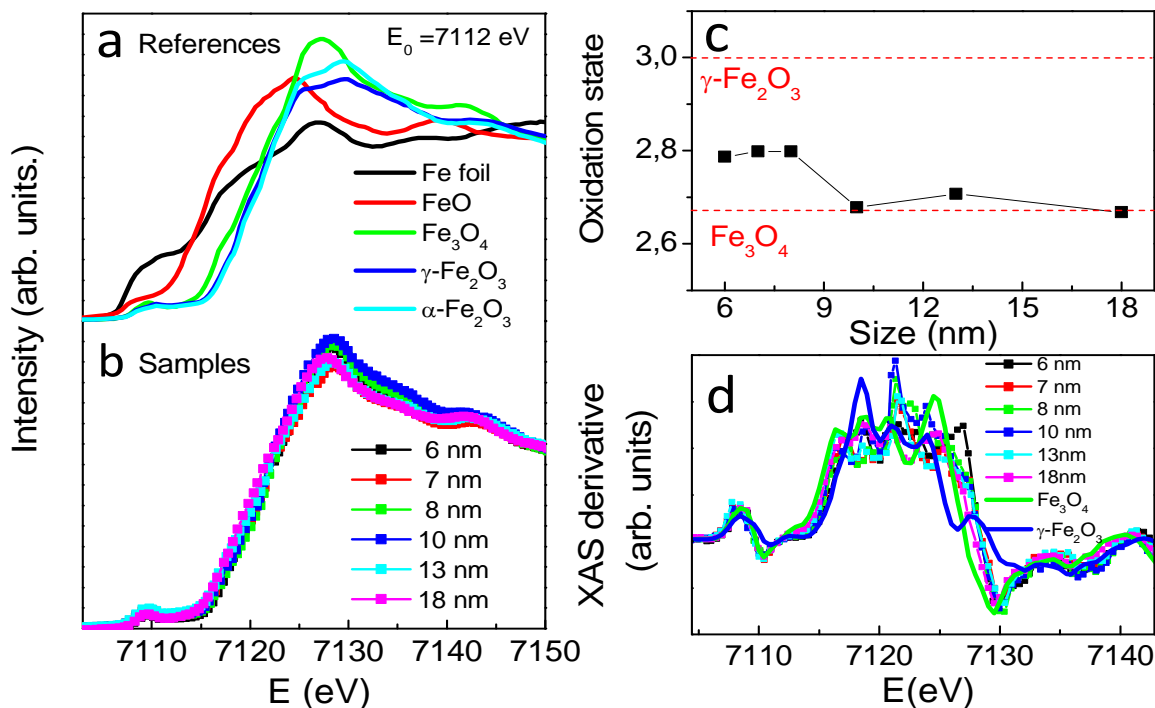 a References
E₀ =7112 eV
Fe foil
FeO
Fe₃O₄
γ-Fe₂O₃
α-Fe₂O₃
Intensity (arb. units.)
b Samples
6 nm
7 nm
8 nm
10 nm
13 nm
18 nm
7110 7120 7130 7140 7150
E (eV)
c
3,0
2,8
2,6
Oxidation state
γ-Fe₂O₃
Fe₃O₄
6 9 12 15 18
Size (nm)
d
6 nm
7 nm
8 nm
10 nm
13nm
18nm
Fe₃O₄
γ-Fe₂O₃
XAS derivative
(arb. units)
7110 7120 7130 7140
E(eV)